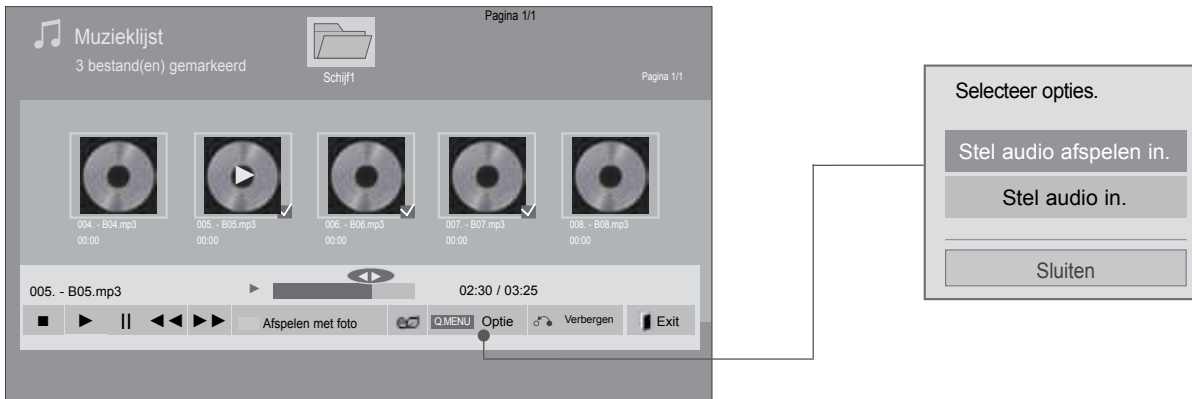 Pagina 1/1
Muzieklijst
3 bestand(en) gemarkeerd
Schijf1
Pagina 1/1
004. - B04.mp3
00:00
005. - B05.mp3
00:00
006. - B06.mp3
00:00
007. - B07.mp3
00:00
008. - B08.mp3
00:00
005. - B05.mp3
02:30 / 03:25
Afspelen met foto
Q.MENU Optie
Verbergen
Exit
Selecteer opties.
Stel audio afspelen in.
Stel audio in.
Sluiten